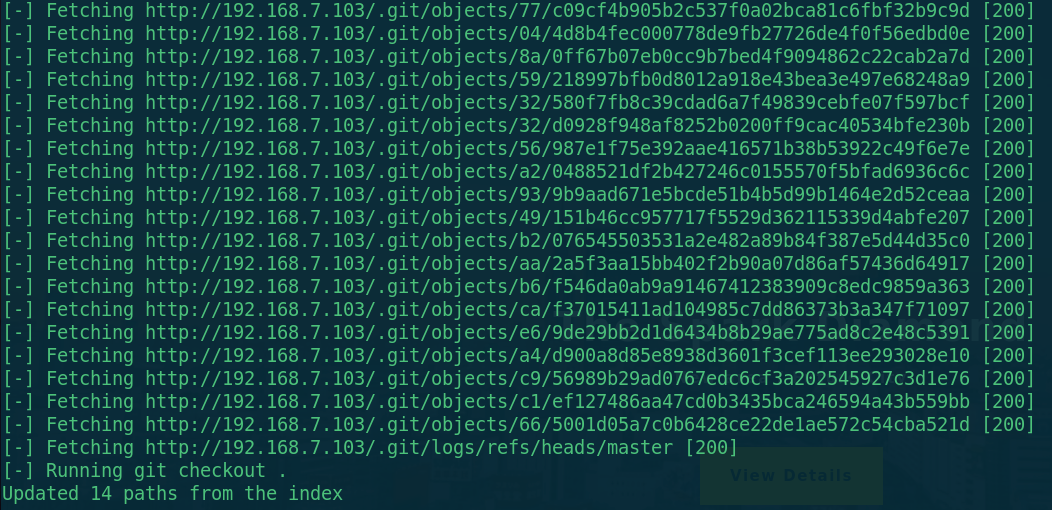 [-] Fetching http://192.168.7.103/.git/objects/77/c09cf4b905b2c537f0a02bca81c6fbf32b9c9d [200]
[-] Fetching http://192.168.7.103/.git/objects/04/4d8b4fec000778de9fb27726de4f0f56edbd0e [200]
[-] Fetching http://192.168.7.103/.git/objects/8a/0ff67b07eb0cc9b7bed4f9094862c22cab2a7d [200]
[-] Fetching http://192.168.7.103/.git/objects/59/218997bfb0d8012a918e43bea3e497e68248a9 [200]
[-] Fetching http://192.168.7.103/.git/objects/32/580f7fb8c39cdad6a7f49839cebfe07f597bcf [200]
[-] Fetching http://192.168.7.103/.git/objects/32/d0928f948af8252b0200ff9cac40534bfe230b [200]
[-] Fetching http://192.168.7.103/.git/objects/56/987e1f75e392aae416571b38b53922c49f6e7e [200]
[-] Fetching http://192.168.7.103/.git/objects/a2/0488521df2b427246c0155570f5bfad6936c6c [200]
[-] Fetching http://192.168.7.103/.git/objects/93/9b9aad671e5bcde51b4b5d99b1464e2d52ceaa [200]
[-] Fetching http://192.168.7.103/.git/objects/49/151b46cc957717f5529d362115339d4abfe207 [200]
[-] Fetching http://192.168.7.103/.git/objects/b2/076545503531a2e482a89b84f387e5d44d35c0 [200]
[-] Fetching http://192.168.7.103/.git/objects/aa/2a5f3aa15bb402f2b90a07d86af57436d64917 [200]
[-] Fetching http://192.168.7.103/.git/objects/b6/f546da0ab9a91467412383909c8edc9859a363 [200]
[-] Fetching http://192.168.7.103/.git/objects/ca/f37015411ad104985c7dd86373b3a347f71097 [200]
[-] Fetching http://192.168.7.103/.git/objects/e6/9de29bb2d1d6434b8b29ae775ad8c2e48c5391 [200]
[-] Fetching http://192.168.7.103/.git/objects/a4/d900a8d85e8938d3601f3cef113ee293028e10 [200]
[-] Fetching http://192.168.7.103/.git/objects/c9/56989b29ad0767edc6cf3a202545927c3d1e76 [200]
[-] Fetching http://192.168.7.103/.git/objects/c1/ef127486aa47cd0b3435bca246594a43b559bb [200]
[-] Fetching http://192.168.7.103/.git/objects/66/5001d05a7c0b6428ce22de1ae572c54cba521d [200]
[-] Fetching http://192.168.7.103/.git/logs/refs/heads/master [200]
[-] Running git checkout .
View Details
Updated 14 paths from the index